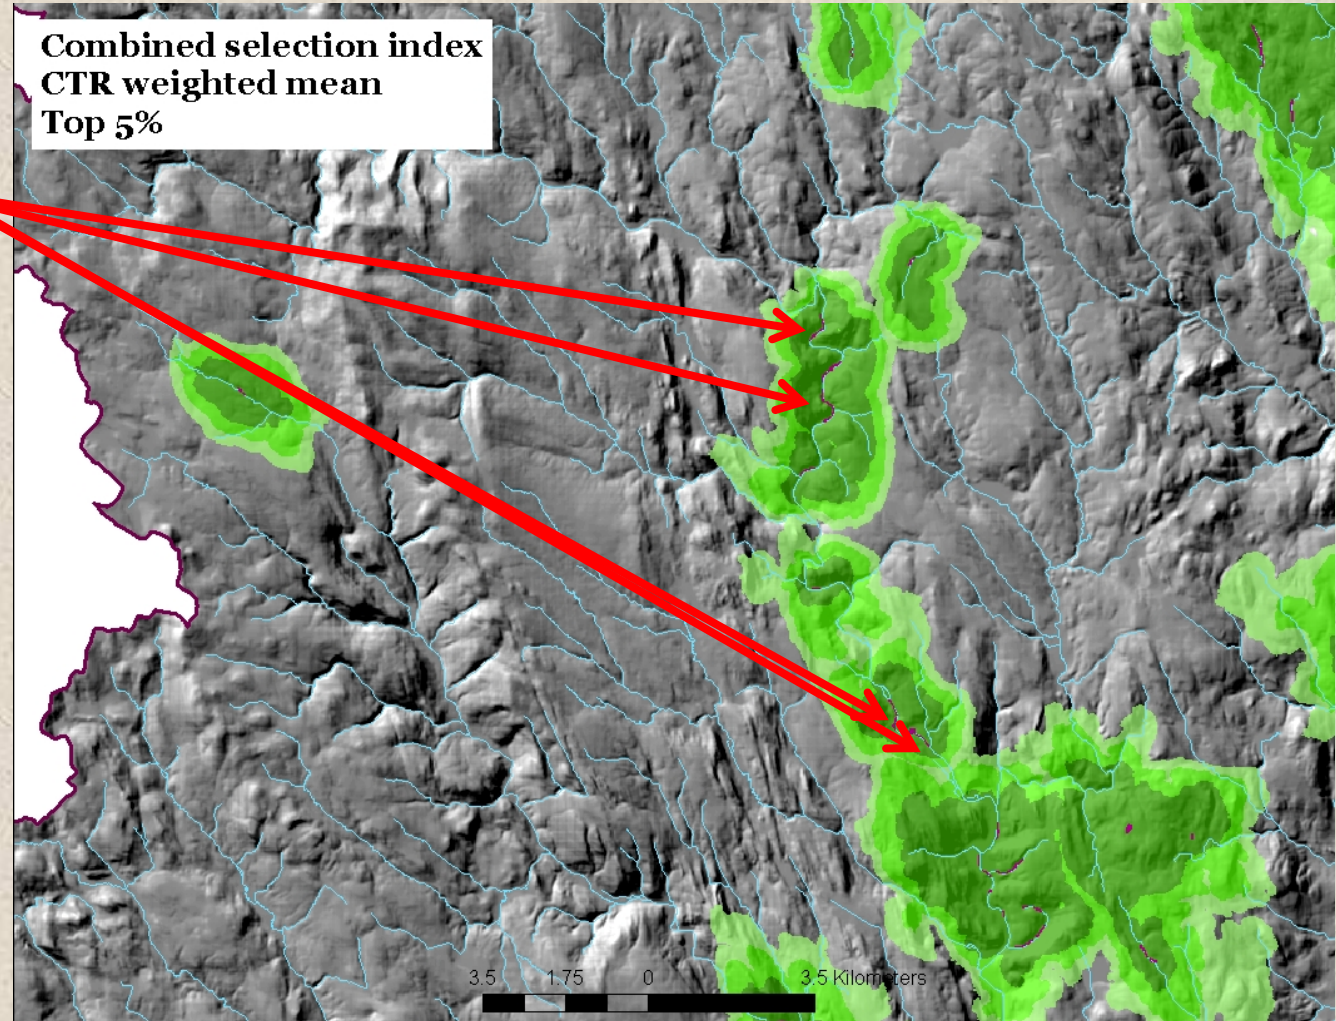 Combined selection index
CTR weighted mean
Top 5%
3.5 1.75 0 3.5 Kilometers